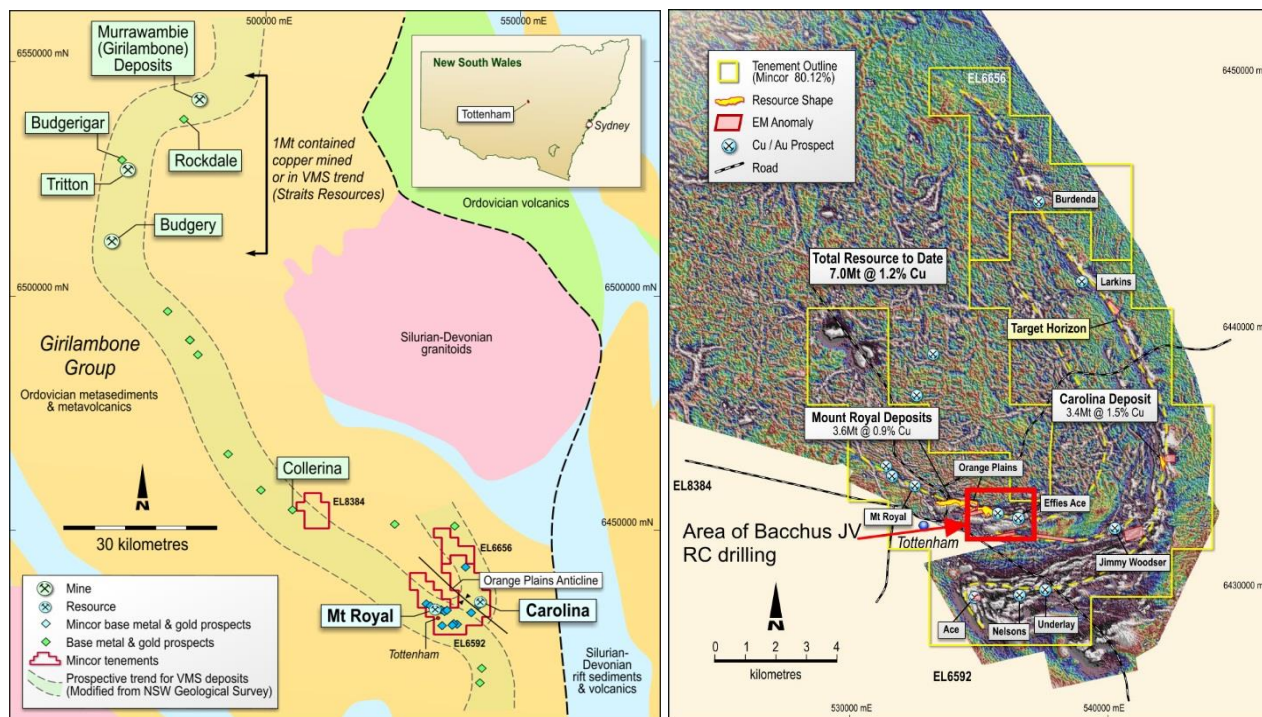 500000 mE
550000 mE
6550000 mN
Murrawambie
(Girilambone)
Deposits
Budgerigar
Rockdale
Tritton
Budgery
1Mt contained
copper mined
or in VMS trend
(Straits Resources)
New South Wales
Tottenham
Sydney
Ordovician volcanics
6500000 mN
Girilambone
Group
Ordovician metasediments
& metavolcanics
Silurian-Devonian
granitoids
N
30 kilometres
Collerina
EL8384
6450000 mN
EL6656
Orange Plains Anticline
Mt Royal
Carolina
Tottenham
EL6592
Silurian-
Devonian
rift sediments
& volcanics
Mine
Resource
Mincor base metal & gold prospects
Base metal & gold prospects
Mincor tenements
Prospective trend for VMS deposits
(Modified from NSW Geological Survey)
Tenement Outline
(Mincor 80.12%)
Resource Shape
EM Anomaly
Cu / Au Prospect
Road
EL6656
6450000 mN
Burdenda
Total Resource to Date
7.0Mt @ 1.2% Cu
Larkins
Target Horizon
6440000 mN
Carolina Deposit
3.4Mt @ 1.5% Cu
Mount Royal Deposits
3.6Mt @ 0.9% Cu
Orange Plains
EL8384
Effies Ace
Mt Royal
Area of Bacchus JV
RC drilling
Tottenham
Jimmy Woodser
6430000 mN
N
Ace
Nelsons
Underlay
0 1 2 3 4
kilometres
EL6592
530000 mE
540000 mE